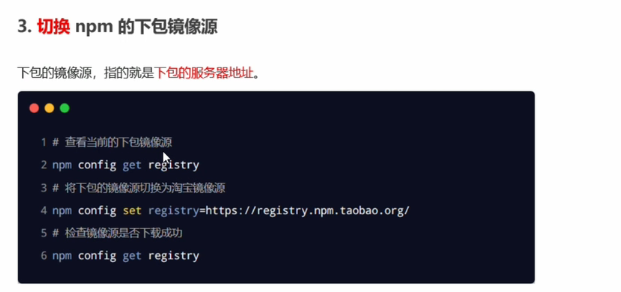 3. 切换 npm 的下包镜像源
下包的镜像源，指的就是下包的服务器地址。
1 # 查看当前的下包镜像源
2 npm config get registry
3 # 将下包的镜像源切换为淘宝镜像源
4 npm config set registry=https://registry.npm.taobao.org/
5 # 检查镜像源是否下载成功
6 npm config get registry